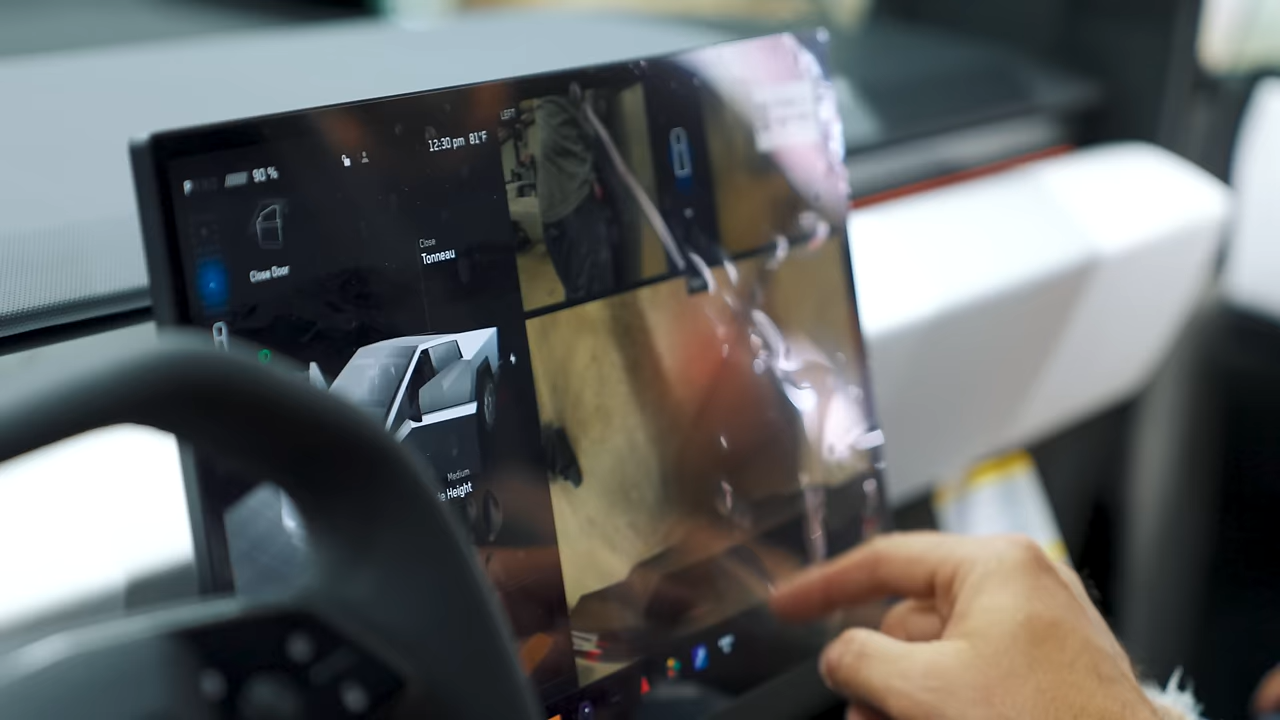 90 %
12:30 pm 81°F
LEFT
Close Door
Close
Tonneau
Medium
Height